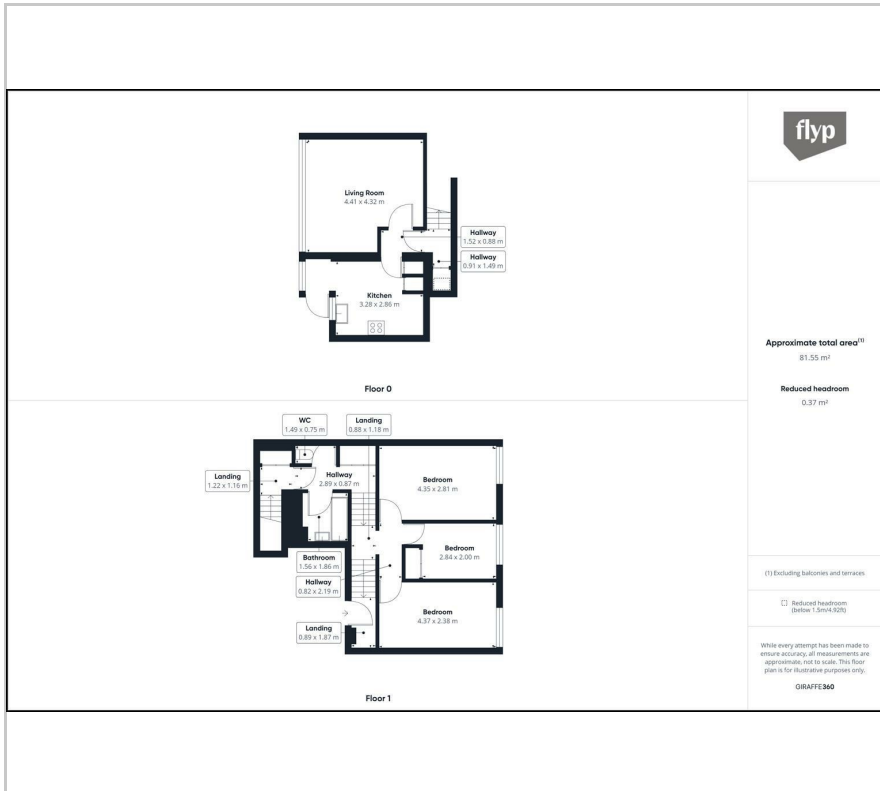 flyp
Living Room
4.41 x 4.32 m
Hallway
1.52 x 0.88 m
Hallway
0.91 x 1.49 m
Kitchen
3.28 x 2.86 m
Floor 0
Approximate total area(1)
81.55 m²
Reduced headroom
0.37 m²
WC
1.49 x 0.75 m
Landing
0.88 x 1.18 m
Landing
1.22 x 1.16 m
Hallway
2.89 x 0.87 m
Bedroom
4.35 x 2.81 m
Bedroom
2.84 x 2.00 m
Bathroom
1.56 x 1.86 m
Hallway
0.82 x 2.19 m
Bedroom
4.37 x 2.38 m
Landing
0.89 x 1.87 m
Floor 1
(1) Excluding balconies and terraces
Reduced headroom
(below 1.5m/4.92ft)
While every attempt has been made to
ensure accuracy, all measurements are
approximate, not to scale. This floor
plan is for illustrative purposes only.
GIRAFFE360